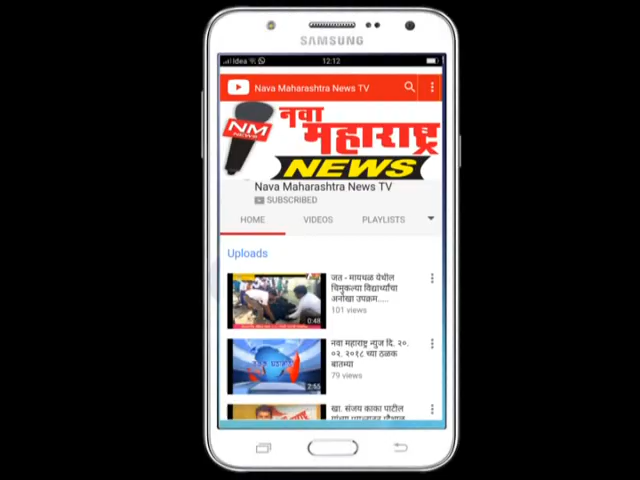 SAMSUNG
Idea 12:12
Nava Maharashtra News TV
नवा
महाराष्ट्र
NM
NEWS
NEWS
Nava Maharashtra News TV
SUBSCRIBED
HOME VIDEOS PLAYLISTS
Uploads
जत - मायथळ येथील
चिमुकल्या विद्यार्थ्यांचा
अनोखा उपक्रम.....
101 views
0:48
नवा महाराष्ट्र न्युज दि. २०.
०२. २०१८ च्या ठळक
बातम्या
79 views
2:55
खा. संजय काका पाटील